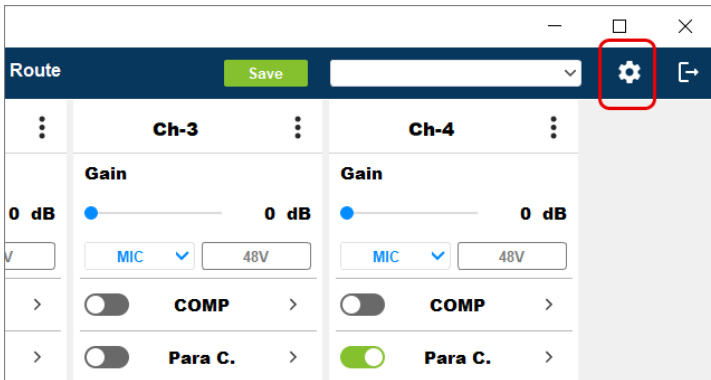 Route Save
Ch-3 Ch-4
Gain Gain
0 dB 0 dB 0 dB
MIC 48V MIC 48V
COMP COMP
Para C. Para C.